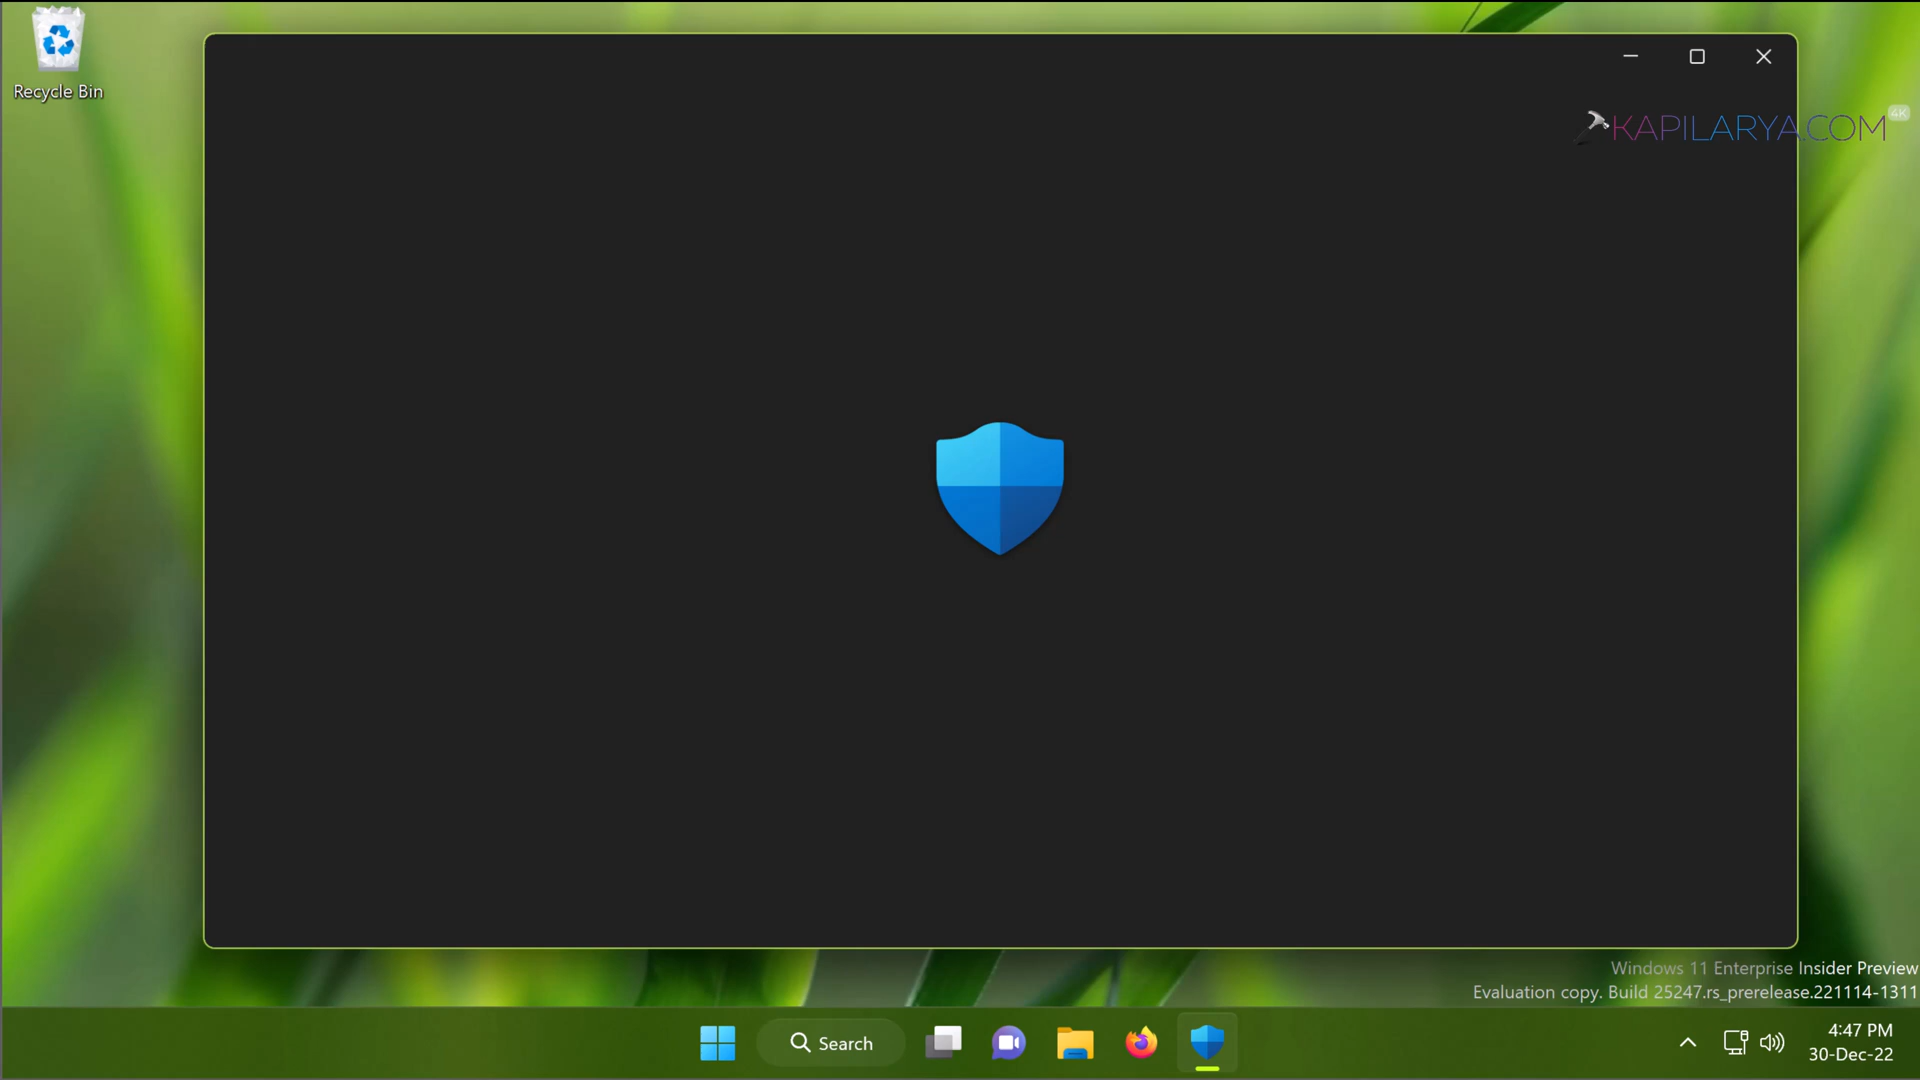 Recycle Bin
KAPILARYA.COM
4K
Windows 11 Enterprise Insider Preview
Evaluation copy. Build 25247.rs_prerelease.221114-1311
Search
4:47 PM
30-Dec-22